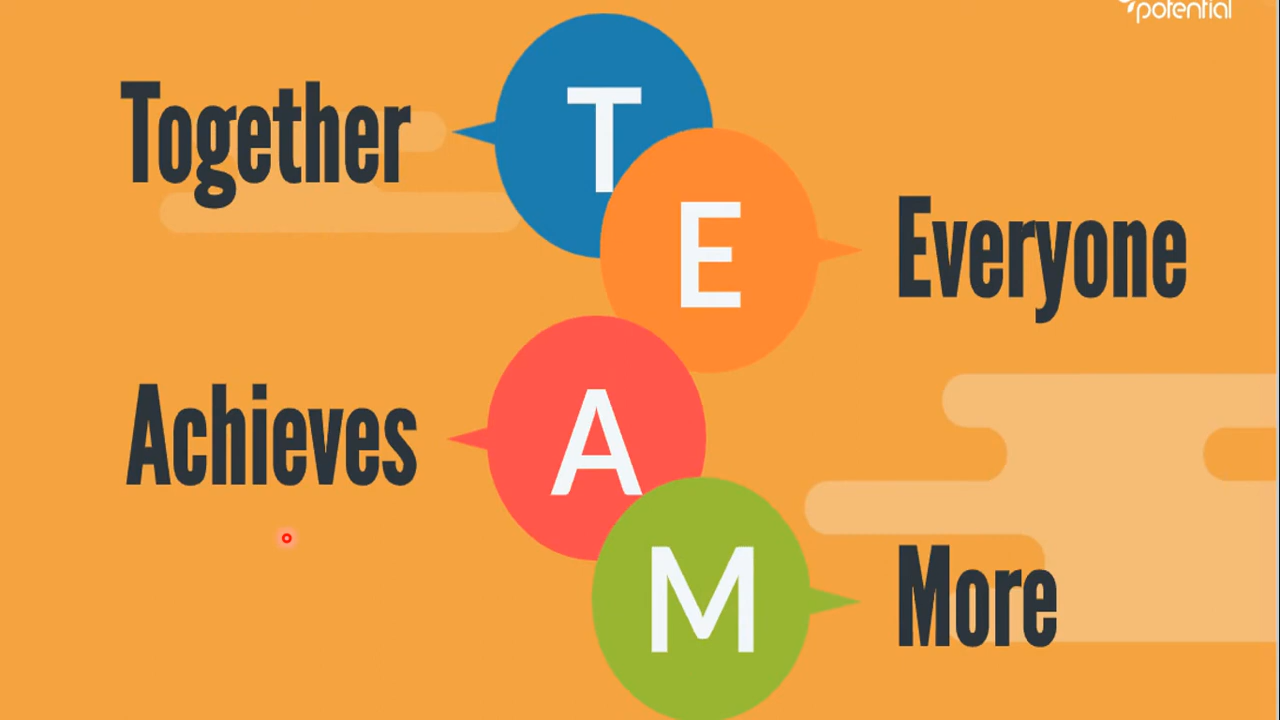 potential
Together
T
E
Everyone
Achieves
A
M
More